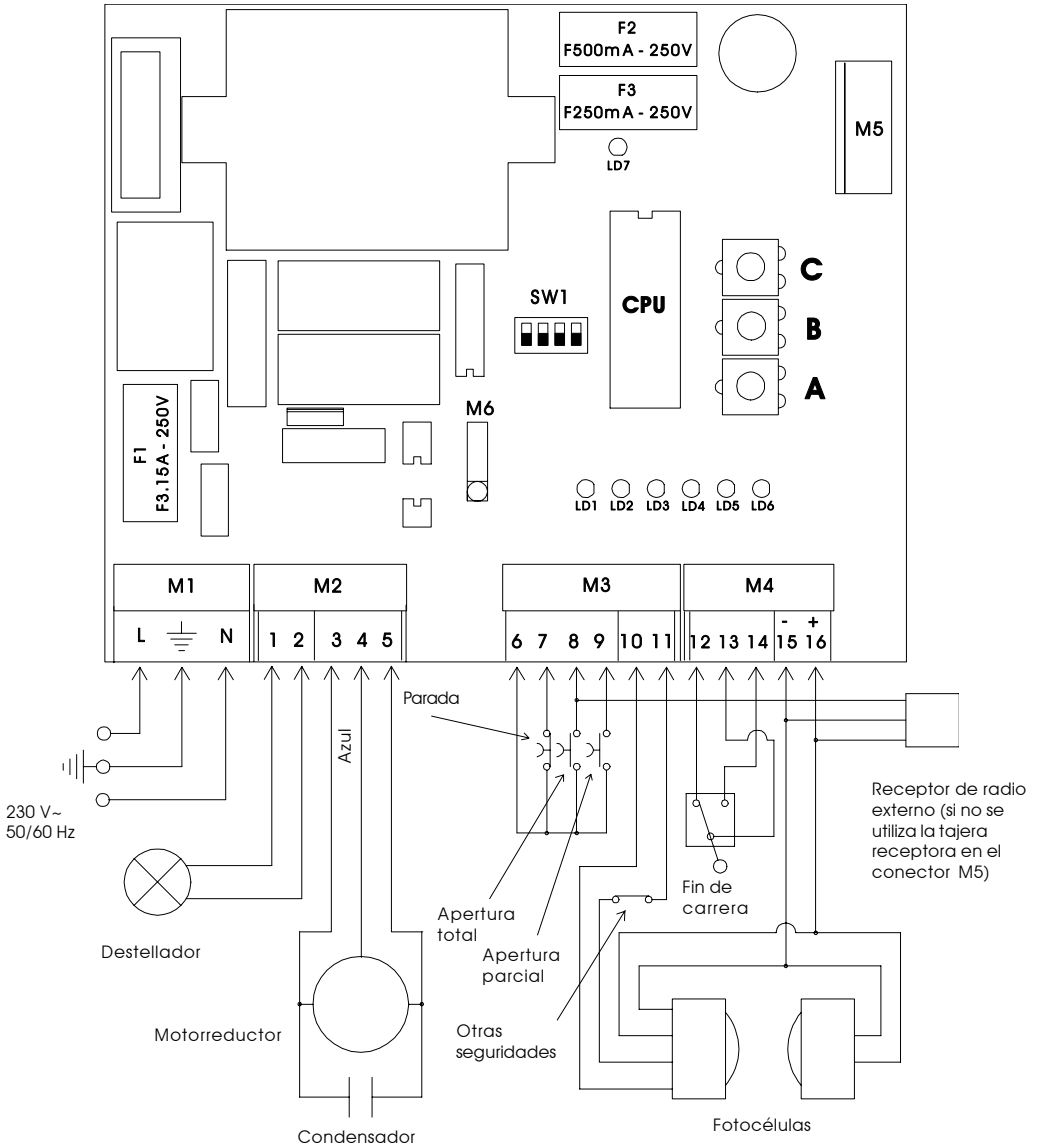 F2
F500mA - 250V
F3
F250mA - 250V
LD7
M5
SW1
CPU
C
B
A
M6
F1
F3.15A - 250V
LD1 LD2 LD3 LD4 LD5 LD6
M1
M2
M3
M4
L N
1 2 3 4 5
6 7 8 9 10 11
12 13 14 15 16
- +
Parada
Azul
230 V~
50/60 Hz
Receptor de radio
externo (si no se
utiliza la tajera
receptora en el
conector M5)
Fin de
carrera
Apertura
total
Apertura
parcial
Destellador
Otras
seguridades
Motorreductor
Condensador
Fotocélulas